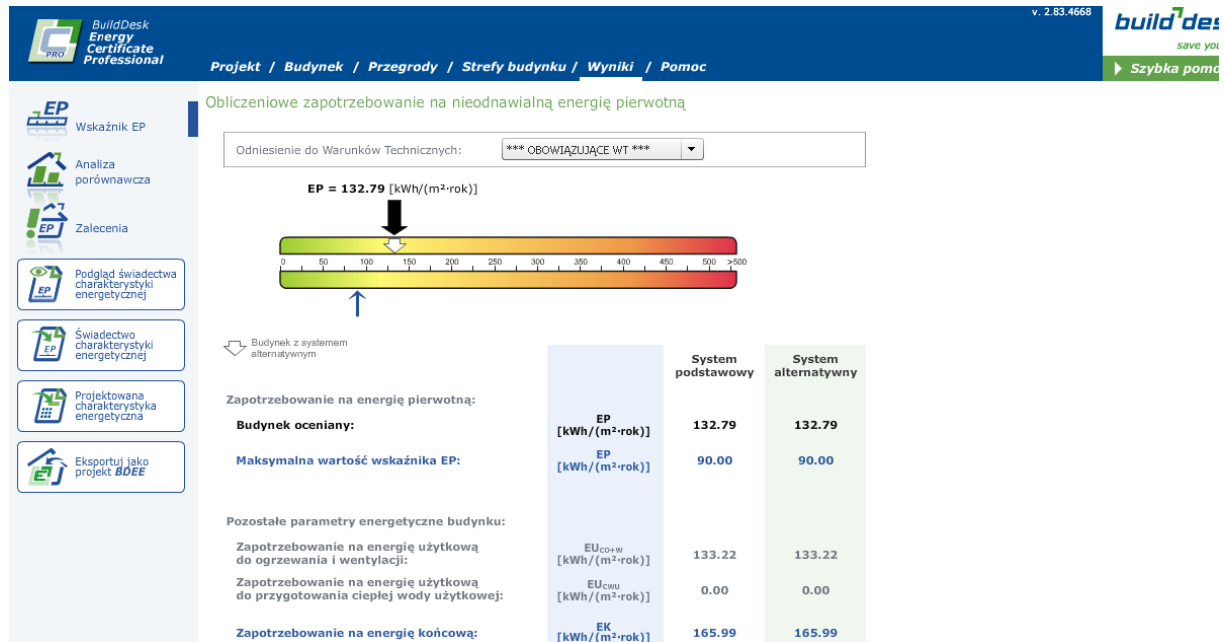 v. 2.83.4668
BuildDesk
Energy
Certificate
Professional
PRO
build des
save you
Projekt / Budynek / Przegrody / Strefy budynku / Wyniki / Pomoc
Szybka pomo
EP
Wskaźnik EP
Analiza
porównawcza
EP
Zalecenia
EP
Podgląd świadectwa
charakterystyki
energetycznej
EP
Świadectwo
charakterystyki
energetycznej
Projektowana
charakterystyka
energetyczna
E
Eksportuj jako
projekt BDEE
Obliczeniowe zapotrzebowanie na nieodnawialną energię pierwotną
Odniesienie do Warunków Technicznych: *** OBOWIĄZUJĄCE WT ***
EP = 132.79 [kWh/(m²·rok)]
0 50 100 150 200 250 300 350 400 450 500 >500
Budynek z systemem
alternatywnym
System
podstawowy
System
alternatywny
Zapotrzebowanie na energię pierwotną:
Budynek oceniany: EP
[kWh/(m²·rok)] 132.79 132.79
Maksymalna wartość wskaźnika EP: EP
[kWh/(m²·rok)] 90.00 90.00
Pozostałe parametry energetyczne budynku:
Zapotrzebowanie na energię użytkową
do ogrzewania i wentylacji: EUco+w
[kWh/(m²·rok)] 133.22 133.22
Zapotrzebowanie na energię użytkową
do przygotowania ciepłej wody użytkowej: EUcwu
[kWh/(m²·rok)] 0.00 0.00
Zapotrzebowanie na energię końcową: EK
[kWh/(m²·rok)] 165.99 165.99